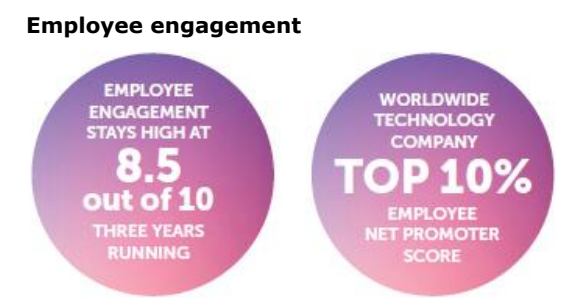 Employee engagement
EMPLOYEE
ENGAGEMENT
STAYS HIGH AT
8.5
out of 10
THREE YEARS
RUNNING
WORLDWIDE
TECHNOLOGY
COMPANY
TOP 10%
EMPLOYEE
NET PROMOTER
SCORE